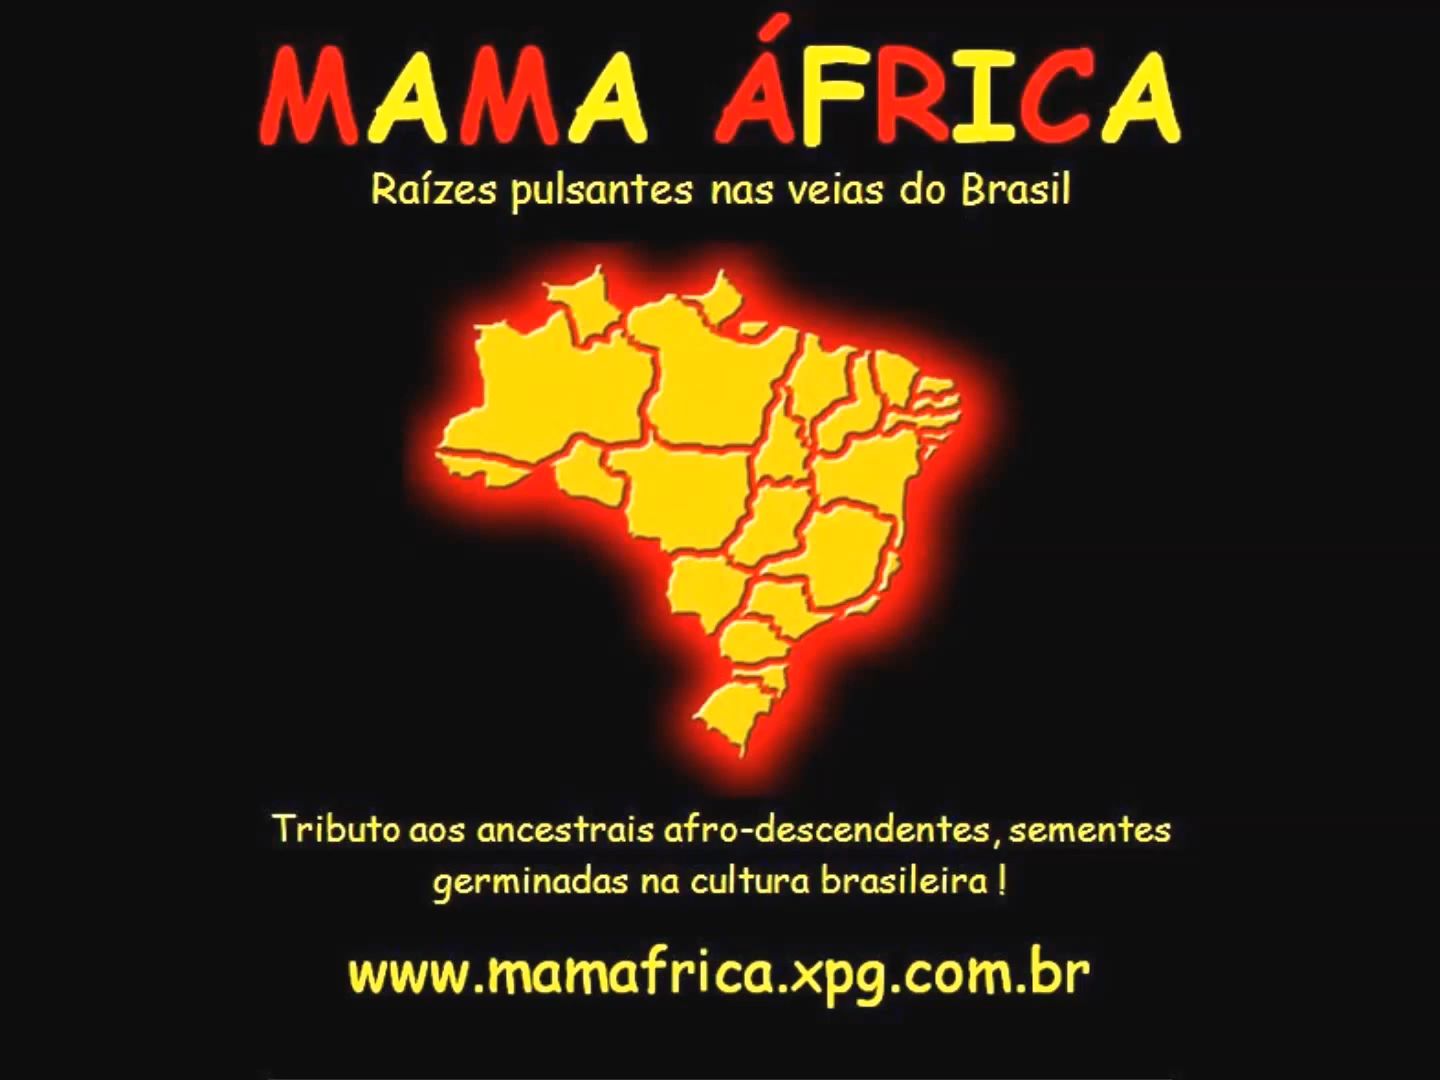 MAMA ÁFRICA
Raízes pulsantes nas veias do Brasil
Tributo aos ancestrais afro-descendentes, sementes
germinadas na cultura brasileira !
www.mamafrica.xpg.com.br